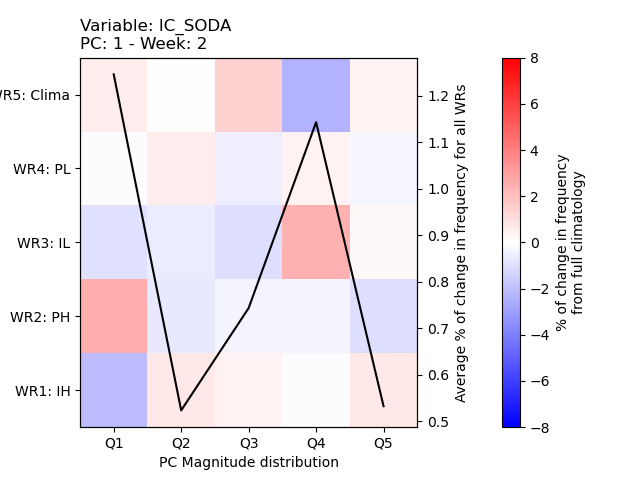 Variable: IC_SODA
PC: 1 - Week: 2
WR5: Clima
WR4: PL
WR3: IL
WR2: PH
WR1: IH
Q1 Q2 Q3 Q4 Q5
PC Magnitude distribution
1.2
1.1
1.0
0.9
0.8
0.7
0.6
0.5
Average % of change in frequency for all WRs
8
6
4
2
0
−2
−4
−6
−8
% of change in frequency
from full climatology